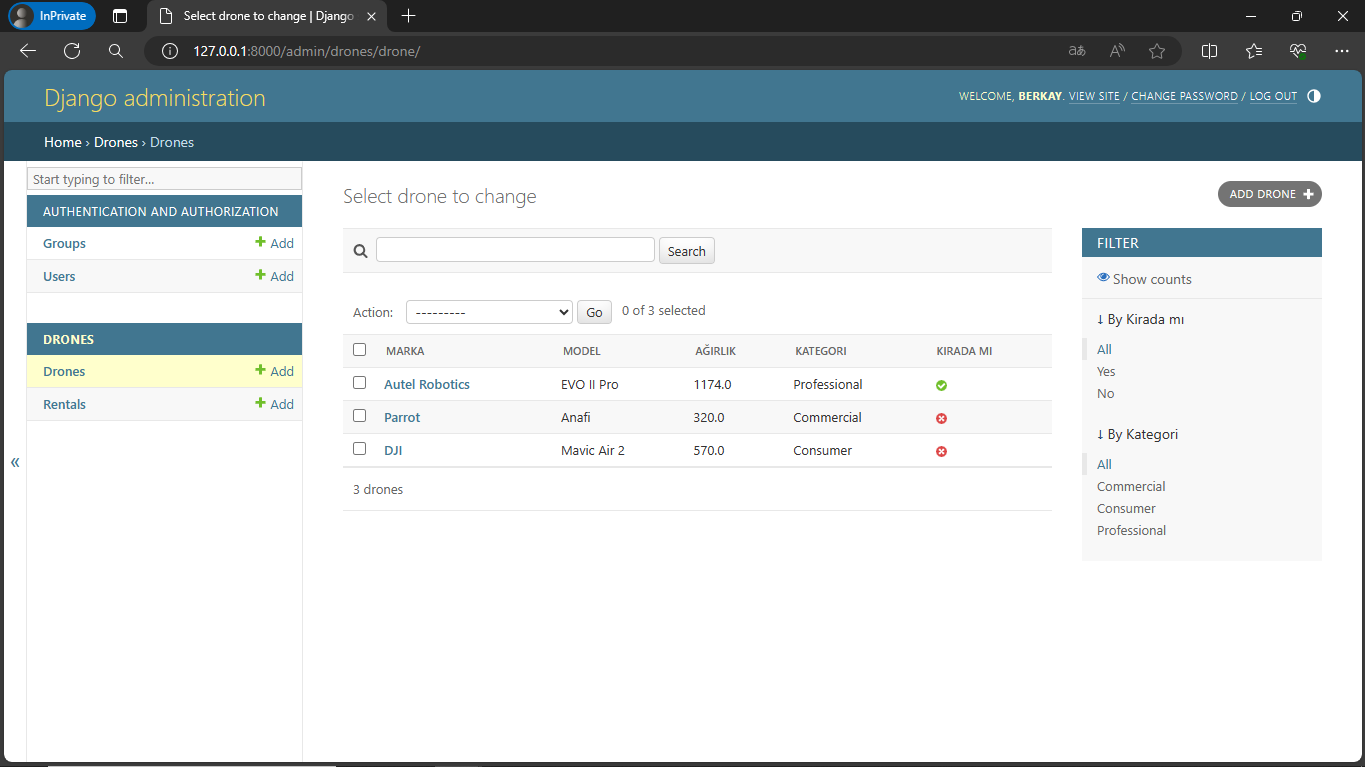 InPrivate
Select drone to change | Django
127.0.0.1:8000/admin/drones/drone/
Django administration
WELCOME, BERKAY. VIEW SITE / CHANGE PASSWORD / LOG OUT
Home › Drones › Drones
Start typing to filter...
AUTHENTICATION AND AUTHORIZATION
Groups + Add
Users + Add
DRONES
Drones + Add
Rentals + Add
«
Select drone to change
ADD DRONE +
Search
Action: --------- Go 0 of 3 selected
MARKA MODEL AĞIRLIK KATEGORI KIRADA MI
Autel Robotics EVO II Pro 1174.0 Professional
Parrot Anafi 320.0 Commercial
DJI Mavic Air 2 570.0 Consumer
3 drones
FILTER
Show counts
↓ By Kirada mı
All
Yes
No
↓ By Kategori
All
Commercial
Consumer
Professional